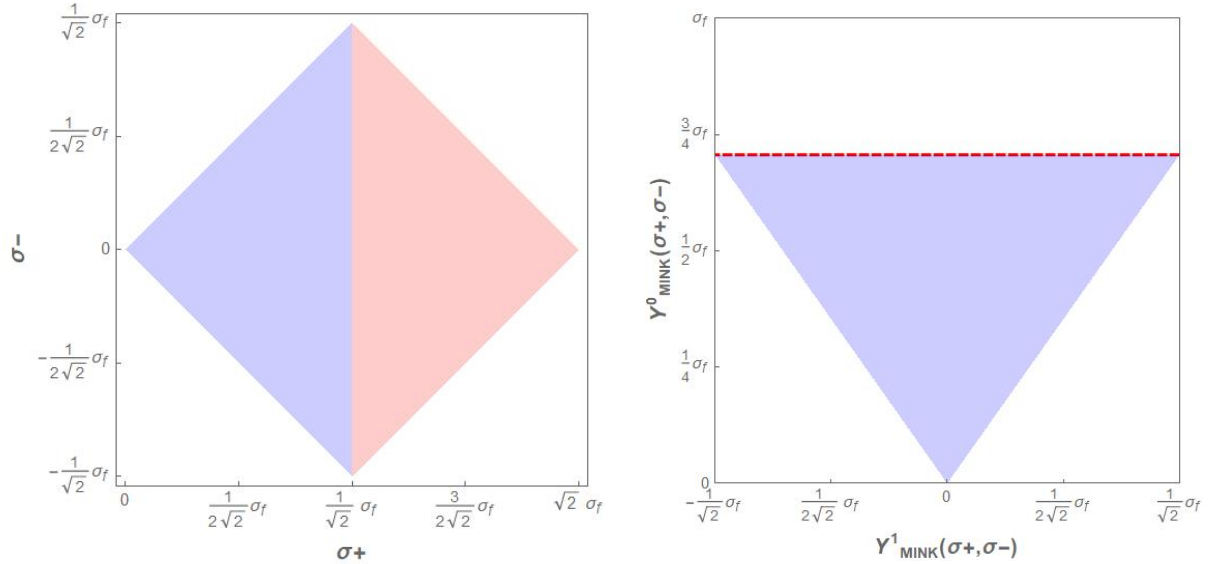 1/√2 σf
1/2√2 σf
0
-1/2√2 σf
-1/√2 σf
σ−
0
1/2√2 σf
1/√2 σf
3/2√2 σf
√2 σf
σ+
σf
3/4 σf
1/2 σf
1/4 σf
0
Y⁰MINK(σ+,σ−)
-1/√2 σf
1/2√2 σf
0
1/2√2 σf
1/√2 σf
Y¹MINK(σ+,σ−)